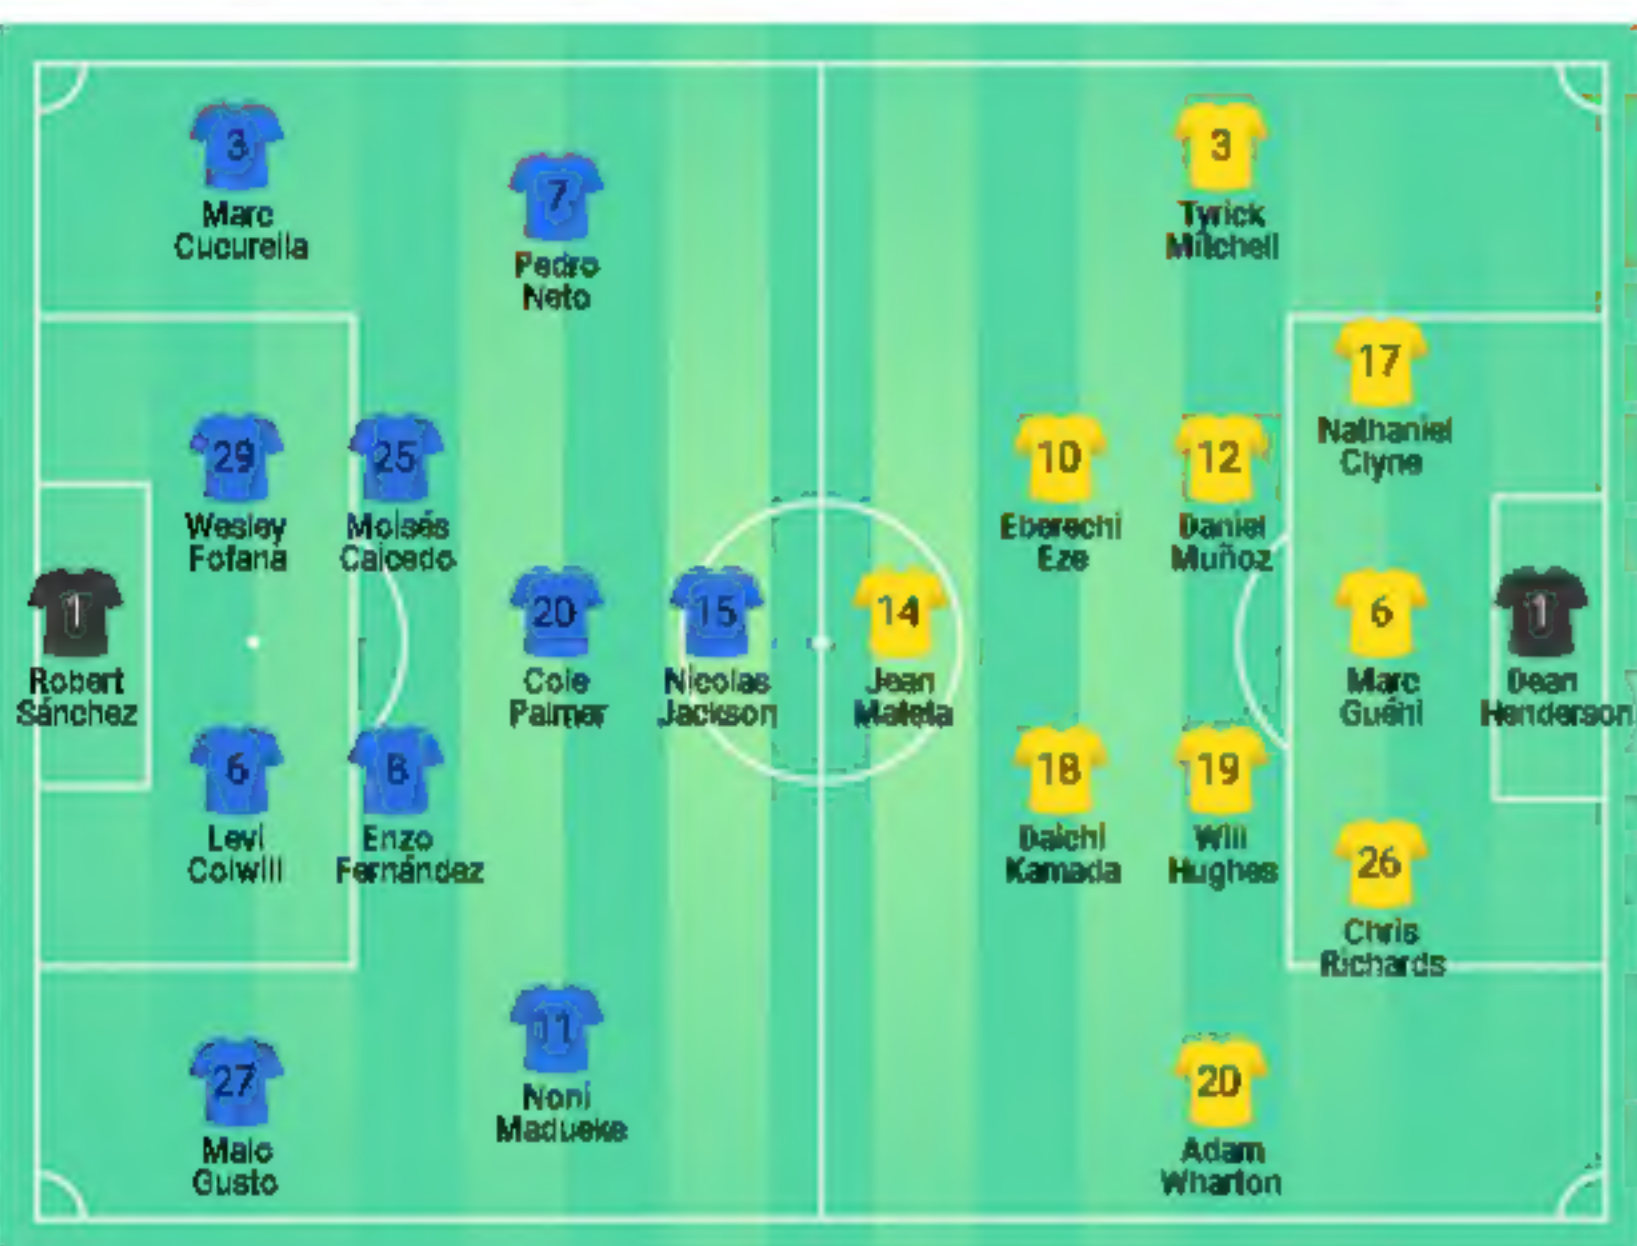 3
Marc
Cucurella
7
Pedro
Neto
29
Wesley
Fofana
25
Moisés
Caicedo
1
Robert
Sánchez
20
Cole
Palmer
15
Nicolas
Jackson
6
Levi
Colwill
8
Enzo
Fernández
11
Noni
Madueke
27
Malo
Gusto
3
Tyrick
Mitchell
17
Nathaniel
Clyne
10
Eberechi
Eze
12
Daniel
Muñoz
14
Jean
Mateta
6
Marc
Guéhi
1
Dean
Henderson
18
Daichi
Kamada
19
Will
Hughes
26
Chris
Richards
20
Adam
Wharton